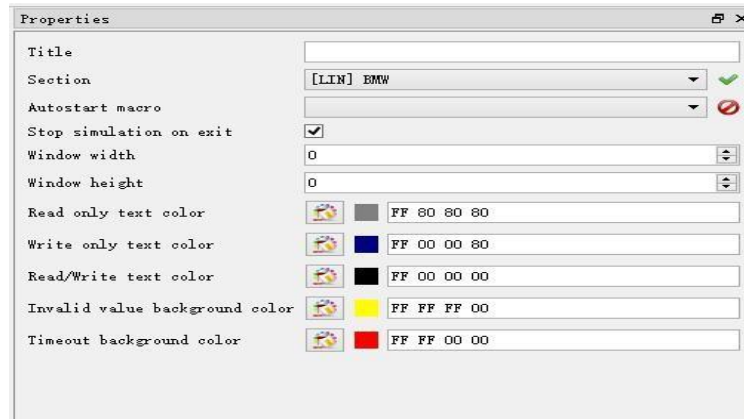 Properties
Title
Section [LIN] BMW
Autostart macro
Stop simulation on exit
Window width 0
Window height 0
Read only text color FF 80 80 80
Write only text color FF 00 00 80
Read/Write text color FF 00 00 00
Invalid value background color FF FF FF 00
Timeout background color FF FF 00 00